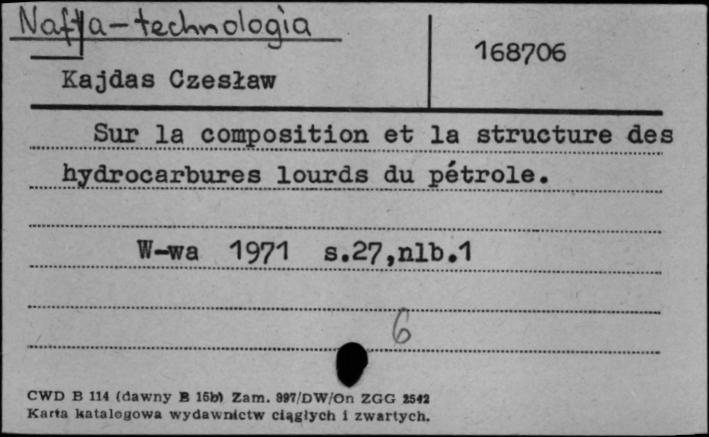 Nafta-technologia
168706
Kajdas Czesław
Sur la composition et la structure des
hydrocarbures lourds du pétrole.
W-wa 1971 s.27,nlb.1
6
CWD B 114 (dawny B 15b) Zam. 997/DW/On ZGG 2542
Karta katalogowa wydawnictw ciągłych i zwartych.